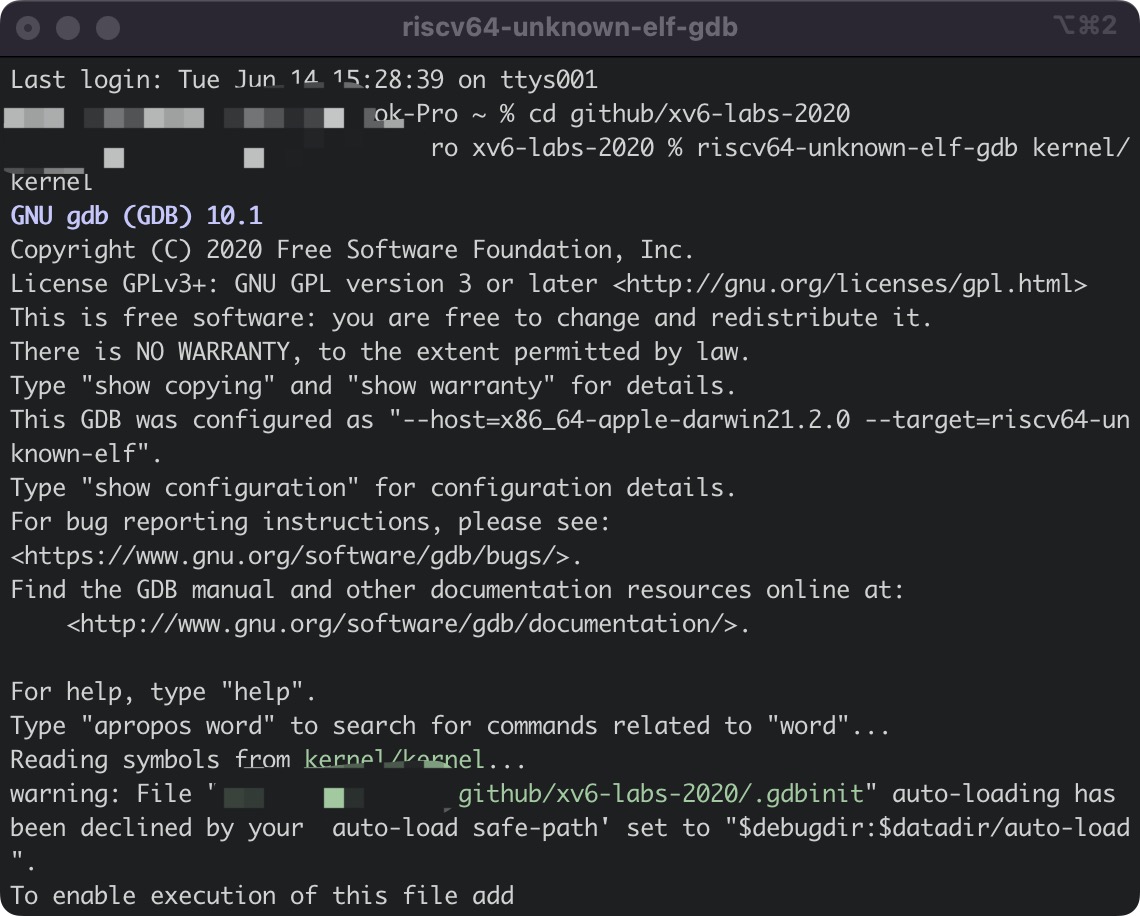 riscv64-unknown-elf-gdb
⌥⌘2
Last login: Tue Jun 14 15:28:39 on ttys001
ok-Pro ~ % cd github/xv6-labs-2020
ro xv6-labs-2020 % riscv64-unknown-elf-gdb kernel/
kernel
GNU gdb (GDB) 10.1
Copyright (C) 2020 Free Software Foundation, Inc.
License GPLv3+: GNU GPL version 3 or later <http://gnu.org/licenses/gpl.html>
This is free software: you are free to change and redistribute it.
There is NO WARRANTY, to the extent permitted by law.
Type "show copying" and "show warranty" for details.
This GDB was configured as "--host=x86_64-apple-darwin21.2.0 --target=riscv64-un
known-elf".
Type "show configuration" for configuration details.
For bug reporting instructions, please see:
<https://www.gnu.org/software/gdb/bugs/>.
Find the GDB manual and other documentation resources online at:
    <http://www.gnu.org/software/gdb/documentation/>.

For help, type "help".
Type "apropos word" to search for commands related to "word"...
Reading symbols from kernel/kernel...
warning: File " github/xv6-labs-2020/.gdbinit" auto-loading has
been declined by your  auto-load safe-path' set to "$debugdir:$datadir/auto-load
".
To enable execution of this file add